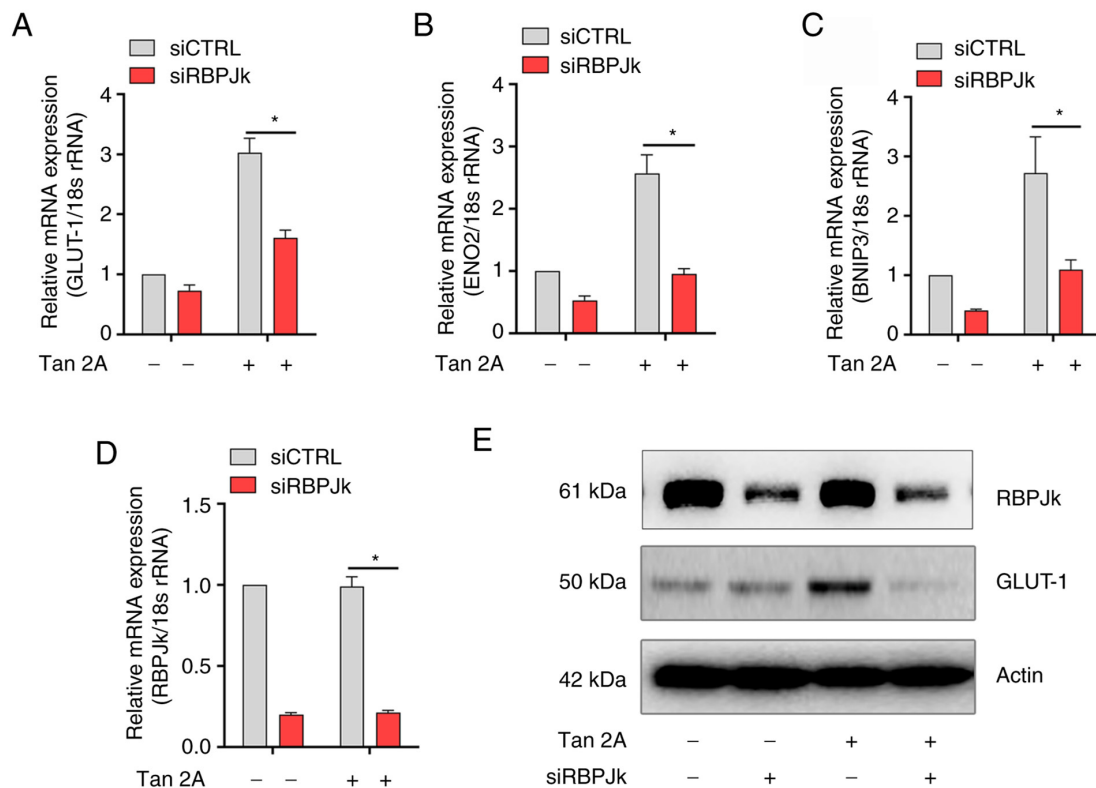 A
siCTRL
siRBPJk
Relative mRNA expression
(GLUT-1/18s rRNA)
4
3
2
1
0
*
Tan 2A – – + +
B
siCTRL
siRBPJk
Relative mRNA expression
(ENO2/18s rRNA)
4
3
2
1
0
*
Tan 2A – – + +
C
siCTRL
siRBPJk
Relative mRNA expression
(BNIP3/18s rRNA)
4
3
2
1
0
*
Tan 2A – – + +
D
siCTRL
siRBPJk
Relative mRNA expression
(RBPJk/18s rRNA)
1.5
1.0
0.5
0.0
*
Tan 2A – – + +
E
61 kDa RBPJk
50 kDa GLUT-1
42 kDa Actin
Tan 2A – – + +
siRBPJk – + – +